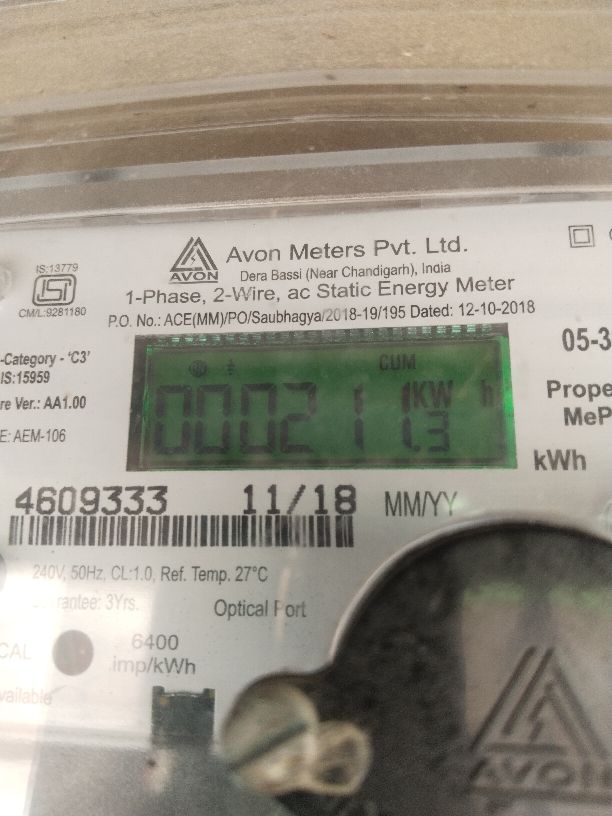 Avon Meters Pvt. Ltd.
AVON
Dera Bassi (Near Chandigarh), India
1-Phase, 2-Wire, ac Static Energy Meter
P.O. No.: ACE(MM)/PO/Saubhagya/2018-19/195 Dated: 12-10-2018
IS:13779
ISI
CM/L:9281180
-Category - 'C3'
IS:15959
re Ver.: AA1.00
E: AEM-106
CUM
000211.3 KW h
05-3
Prope
MeP
kWh
4609333 11/18 MM/YY
240V, 50Hz, CL:1.0, Ref. Temp. 27°C
3Yrs.
Optical Port
CAL
6400
imp/kWh
vailable
AVON